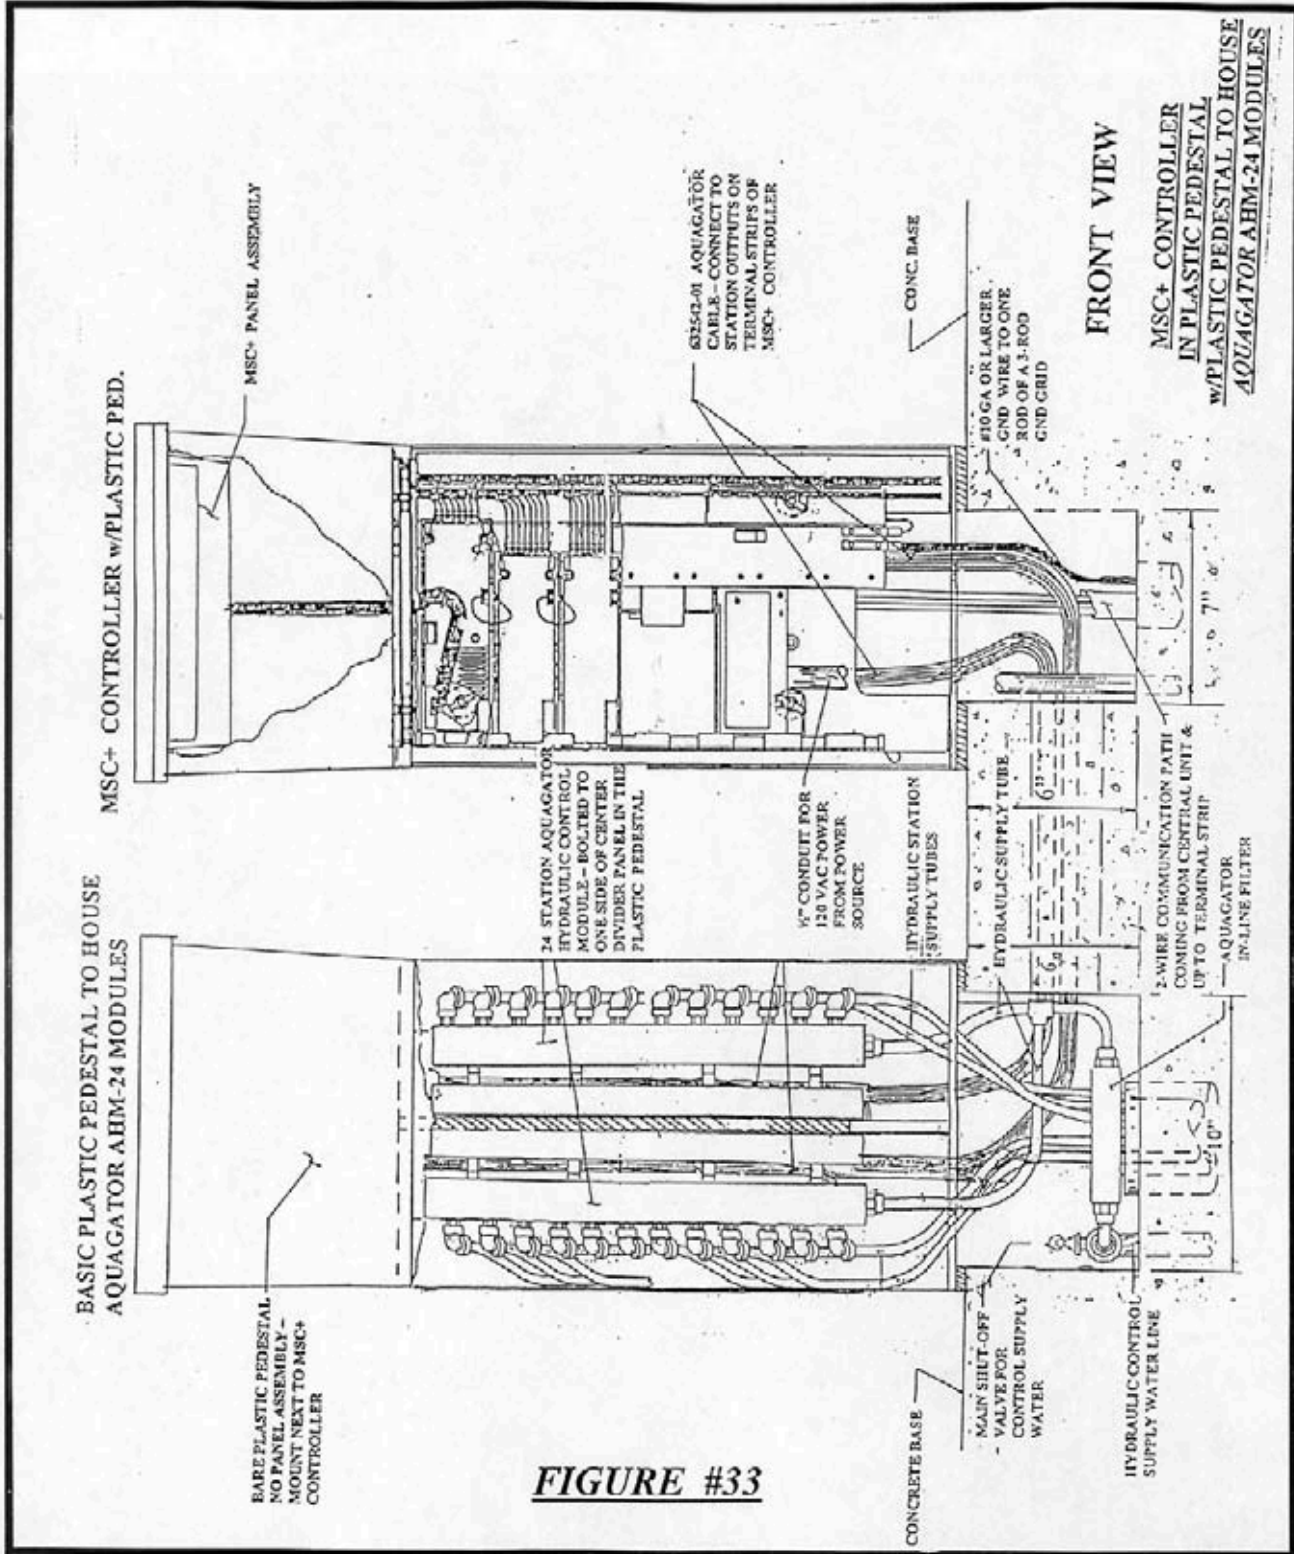 BASIC PLASTIC PEDESTAL TO HOUSE
AQUAGATOR AHM-24 MODULES
MSC+ CONTROLLER w/PLASTIC PED.
BARE PLASTIC PEDESTAL
NO PANEL ASSEMBLY –
MOUNT NEXT TO MSC+
CONTROLLER
MSC+ PANEL ASSEMBLY
24 STATION AQUAGATOR
HYDRAULIC CONTROL
MODULE – BOLTED TO
ONE SIDE OF CENTER
DIVIDER PANEL IN THE
PLASTIC PEDESTAL
632542-01 AQUAGATOR
CABLE – CONNECT TO
STATION OUTPUTS ON
TERMINAL STRIPS OF
MSC+ CONTROLLER
½" CONDUIT FOR
120 VAC POWER
FROM POWER
SOURCE
HYDRAULIC STATION
SUPPLY TUBES
CONCRETE BASE
CONC. BASE
MAIN SHUT-OFF
VALVE FOR
CONTROL SUPPLY
WATER
HYDRAULIC SUPPLY TUBE
#10 GA OR LARGER
GND WIRE TO ONE
ROD OF A 3-ROD
GND GRID
6"
6"
10"
7"
HYDRAULIC CONTROL
SUPPLY WATER LINE
2-WIRE COMMUNICATION PATH
COMING FROM CENTRAL UNIT &
UP TO TERMINAL STRIP
AQUAGATOR
IN-LINE FILTER
FRONT VIEW
MSC+ CONTROLLER
IN PLASTIC PEDESTAL
w/PLASTIC PEDESTAL TO HOUSE
AQUAGATOR AHM-24 MODULES
FIGURE #33